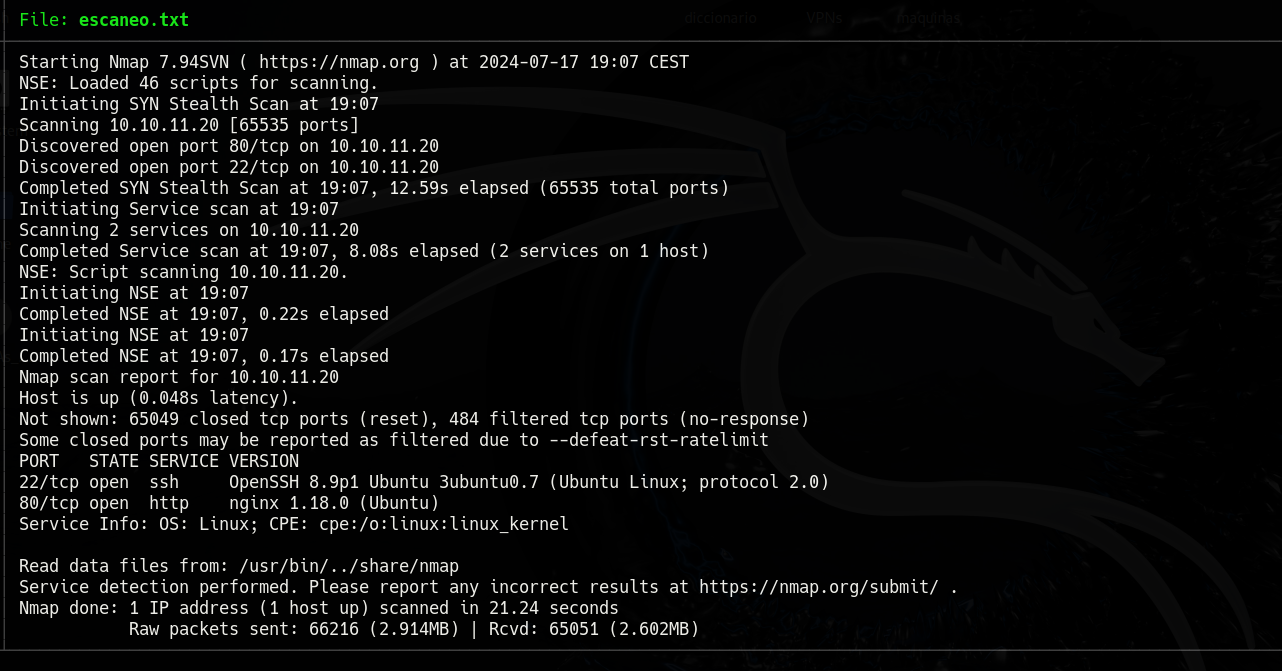 diccionario VPNs maquinas
File: escaneo.txt
Starting Nmap 7.94SVN ( https://nmap.org ) at 2024-07-17 19:07 CEST
NSE: Loaded 46 scripts for scanning.
Initiating SYN Stealth Scan at 19:07
Scanning 10.10.11.20 [65535 ports]
Discovered open port 80/tcp on 10.10.11.20
Discovered open port 22/tcp on 10.10.11.20
Completed SYN Stealth Scan at 19:07, 12.59s elapsed (65535 total ports)
Initiating Service scan at 19:07
Scanning 2 services on 10.10.11.20
Completed Service scan at 19:07, 8.08s elapsed (2 services on 1 host)
NSE: Script scanning 10.10.11.20.
Initiating NSE at 19:07
Completed NSE at 19:07, 0.22s elapsed
Initiating NSE at 19:07
Completed NSE at 19:07, 0.17s elapsed
Nmap scan report for 10.10.11.20
Host is up (0.048s latency).
Not shown: 65049 closed tcp ports (reset), 484 filtered tcp ports (no-response)
Some closed ports may be reported as filtered due to --defeat-rst-ratelimit
PORT   STATE SERVICE VERSION
22/tcp open  ssh     OpenSSH 8.9p1 Ubuntu 3ubuntu0.7 (Ubuntu Linux; protocol 2.0)
80/tcp open  http    nginx 1.18.0 (Ubuntu)
Service Info: OS: Linux; CPE: cpe:/o:linux:linux_kernel
Read data files from: /usr/bin/../share/nmap
Service detection performed. Please report any incorrect results at https://nmap.org/submit/ .
Nmap done: 1 IP address (1 host up) scanned in 21.24 seconds
Raw packets sent: 66216 (2.914MB) | Rcvd: 65051 (2.602MB)